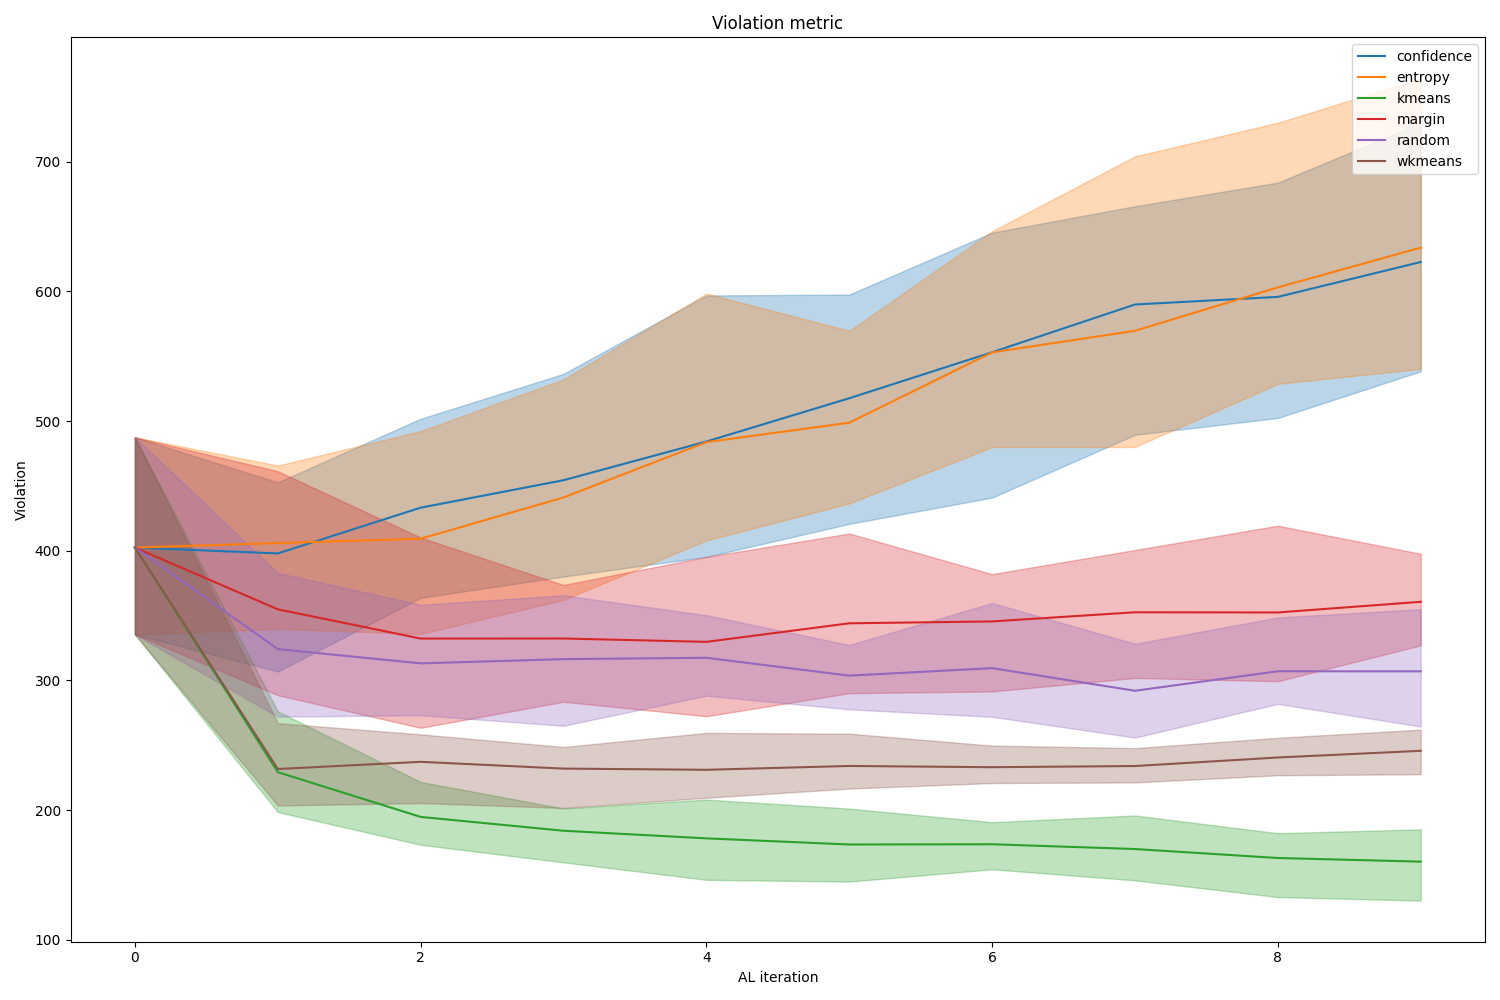 Violation metric
confidence
entropy
kmeans
margin
random
wkmeans
Violation
700
600
500
400
300
200
100
0 2 4 6 8
AL iteration